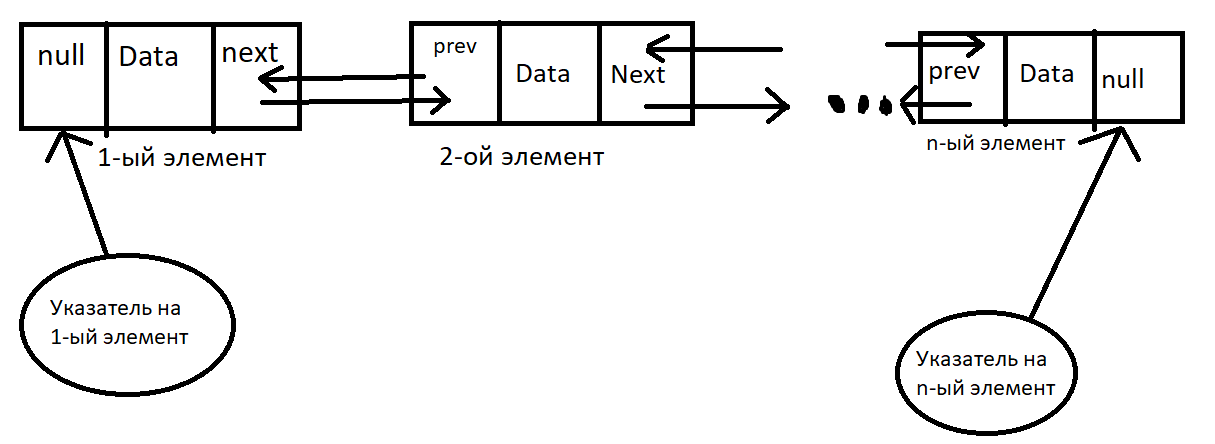 null
Data
next
1-ый элемент
prev
Data
Next
2-ой элемент
prev
Data
null
n-ый элемент
Указатель на
1-ый элемент
Указатель на
n-ый элемент